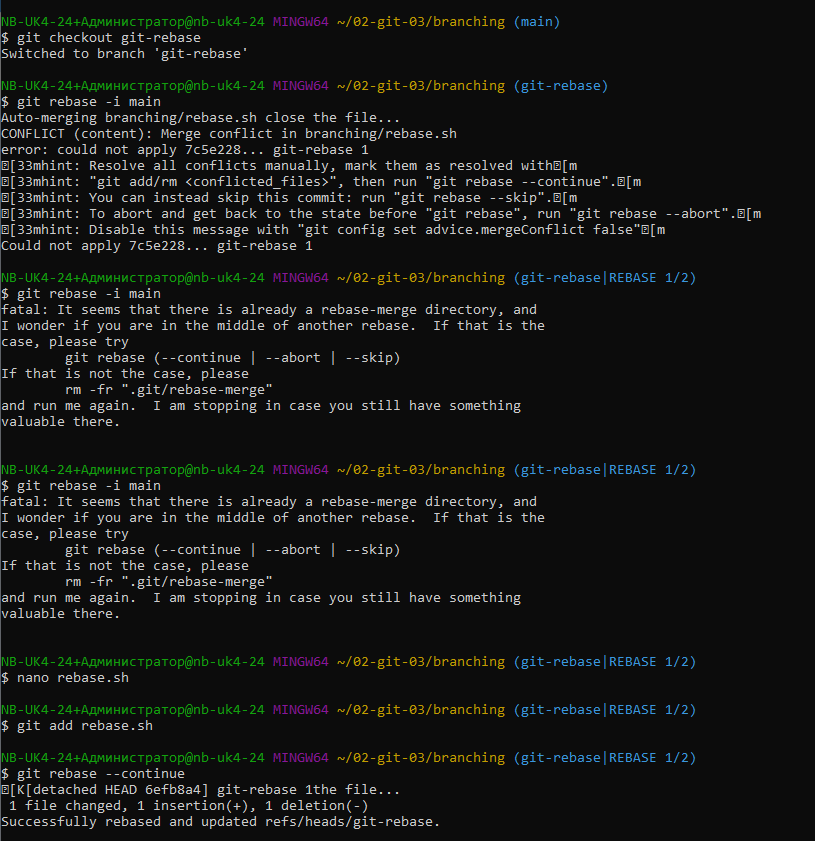 NB-UK4-24+Администратор@nb-uk4-24 MINGW64 ~/02-git-03/branching (main)
$ git checkout git-rebase
Switched to branch 'git-rebase'
NB-UK4-24+Администратор@nb-uk4-24 MINGW64 ~/02-git-03/branching (git-rebase)
$ git rebase -i main
Auto-merging branching/rebase.sh close the file...
CONFLICT (content): Merge conflict in branching/rebase.sh
error: could not apply 7c5e228... git-rebase 1
[33mhint: Resolve all conflicts manually, mark them as resolved with[m
[33mhint: "git add/rm <conflicted_files>", then run "git rebase --continue".[m
[33mhint: You can instead skip this commit: run "git rebase --skip".[m
[33mhint: To abort and get back to the state before "git rebase", run "git rebase --abort".[m
[33mhint: Disable this message with "git config set advice.mergeConflict false"[m
Could not apply 7c5e228... git-rebase 1
NB-UK4-24+Администратор@nb-uk4-24 MINGW64 ~/02-git-03/branching (git-rebase|REBASE 1/2)
$ git rebase -i main
fatal: It seems that there is already a rebase-merge directory, and
I wonder if you are in the middle of another rebase.  If that is the
case, please try
        git rebase (--continue | --abort | --skip)
If that is not the case, please
        rm -fr ".git/rebase-merge"
and run me again.  I am stopping in case you still have something
valuable there.
NB-UK4-24+Администратор@nb-uk4-24 MINGW64 ~/02-git-03/branching (git-rebase|REBASE 1/2)
$ git rebase -i main
fatal: It seems that there is already a rebase-merge directory, and
I wonder if you are in the middle of another rebase.  If that is the
case, please try
        git rebase (--continue | --abort | --skip)
If that is not the case, please
        rm -fr ".git/rebase-merge"
and run me again.  I am stopping in case you still have something
valuable there.
NB-UK4-24+Администратор@nb-uk4-24 MINGW64 ~/02-git-03/branching (git-rebase|REBASE 1/2)
$ nano rebase.sh
NB-UK4-24+Администратор@nb-uk4-24 MINGW64 ~/02-git-03/branching (git-rebase|REBASE 1/2)
$ git add rebase.sh
NB-UK4-24+Администратор@nb-uk4-24 MINGW64 ~/02-git-03/branching (git-rebase|REBASE 1/2)
$ git rebase --continue
[K[detached HEAD 6efb8a4] git-rebase 1the file...
 1 file changed, 1 insertion(+), 1 deletion(-)
Successfully rebased and updated refs/heads/git-rebase.